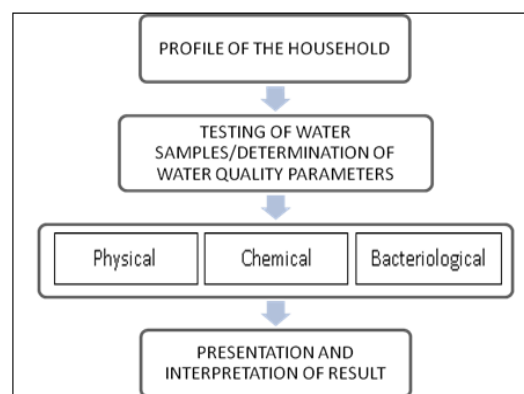 PROFILE OF THE HOUSEHOLD
TESTING OF WATER
SAMPLES/DETERMINATION OF
WATER QUALITY PARAMETERS
Physical
Chemical
Bacteriological
PRESENTATION AND
INTERPRETATION OF RESULT